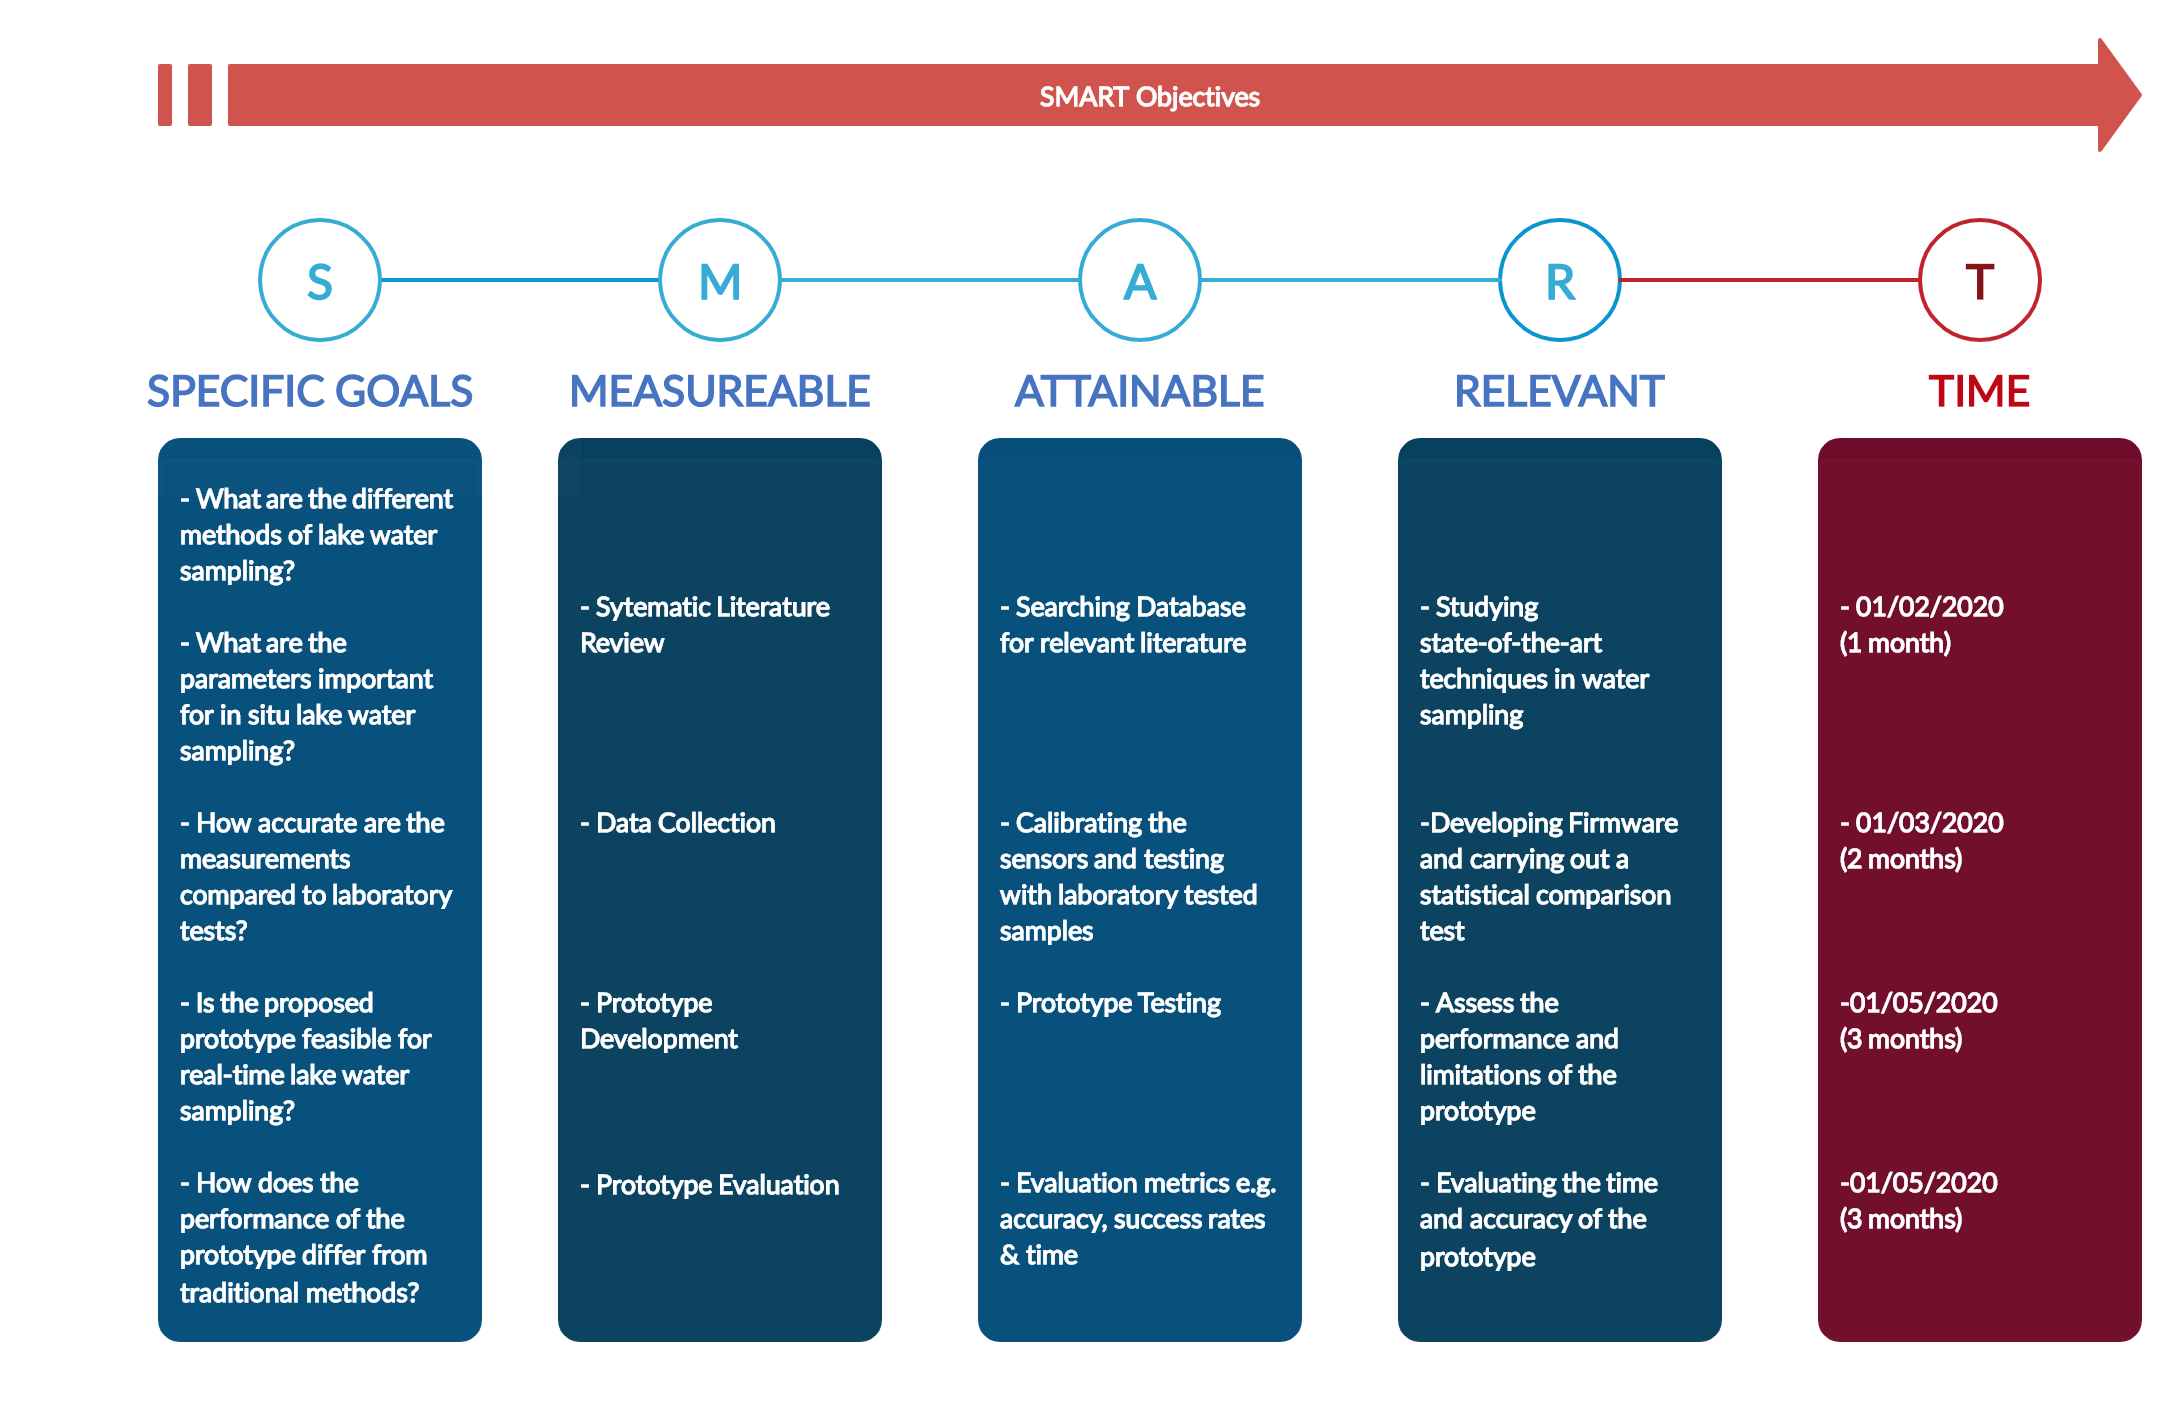 SMART Objectives
S
M
A
R
T
SPECIFIC GOALS
MEASUREABLE
ATTAINABLE
RELEVANT
TIME
- What are the different
methods of lake water
sampling?
- What are the
parameters important
for in situ lake water
sampling?
- How accurate are the
measurements
compared to laboratory
tests?
- Is the proposed
prototype feasible for
real-time lake water
sampling?
- How does the
performance of the
prototype differ from
traditional methods?
- Sytematic Literature
Review
- Data Collection
- Prototype
Development
- Prototype Evaluation
- Searching Database
for relevant literature
- Calibrating the
sensors and testing
with laboratory tested
samples
- Prototype Testing
- Evaluation metrics e.g.
accuracy, success rates
& time
- Studying
state-of-the-art
techniques in water
sampling
-Developing Firmware
and carrying out a
statistical comparison
test
- Assess the
performance and
limitations of the
prototype
- Evaluating the time
and accuracy of the
prototype
- 01/02/2020
(1 month)
- 01/03/2020
(2 months)
-01/05/2020
(3 months)
-01/05/2020
(3 months)